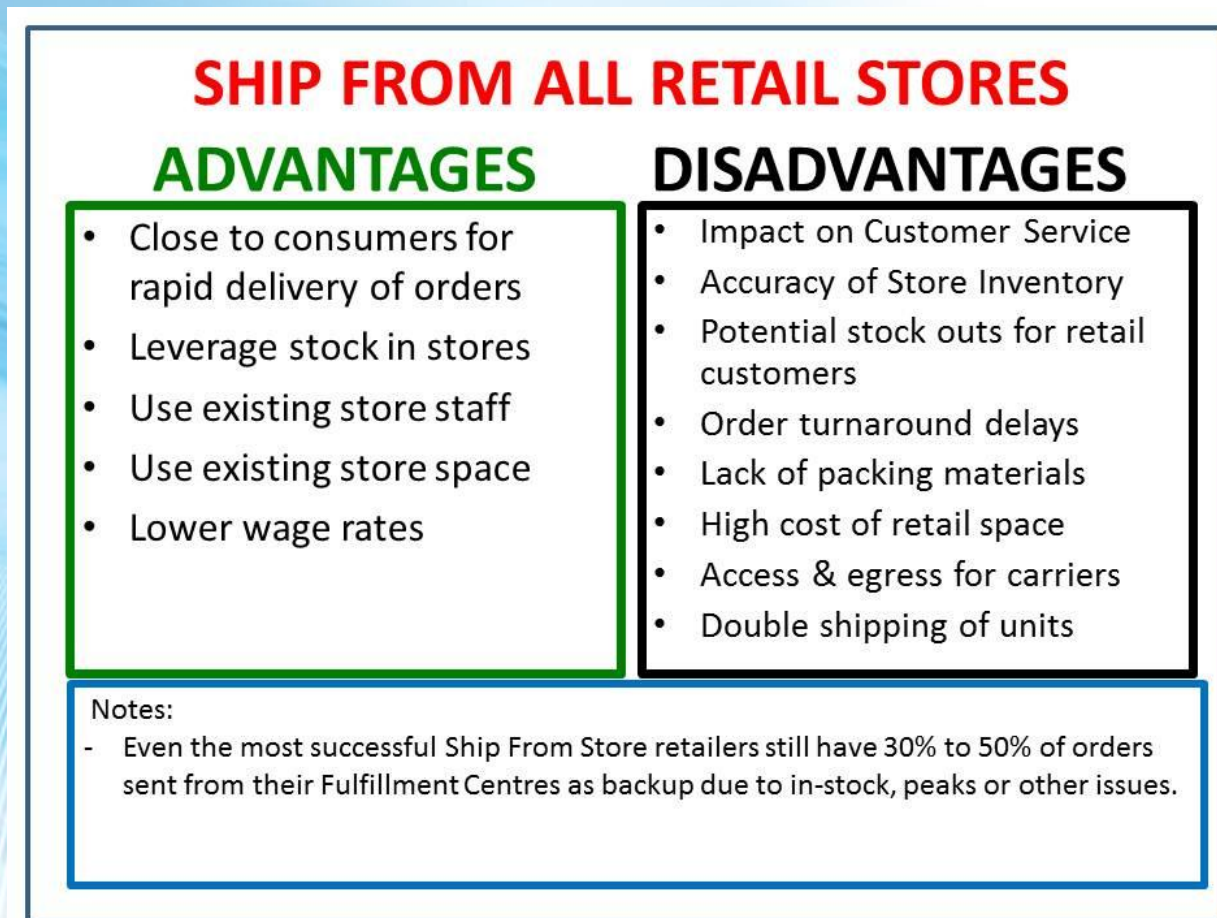 SHIP FROM ALL RETAIL STORES
ADVANTAGES
• Close to consumers for
rapid delivery of orders
• Leverage stock in stores
• Use existing store staff
• Use existing store space
• Lower wage rates
DISADVANTAGES
• Impact on Customer Service
• Accuracy of Store Inventory
• Potential stock outs for retail
customers
• Order turnaround delays
• Lack of packing materials
• High cost of retail space
• Access & egress for carriers
• Double shipping of units
Notes:
- Even the most successful Ship From Store retailers still have 30% to 50% of orders
sent from their Fulfillment Centres as backup due to in-stock, peaks or other issues.